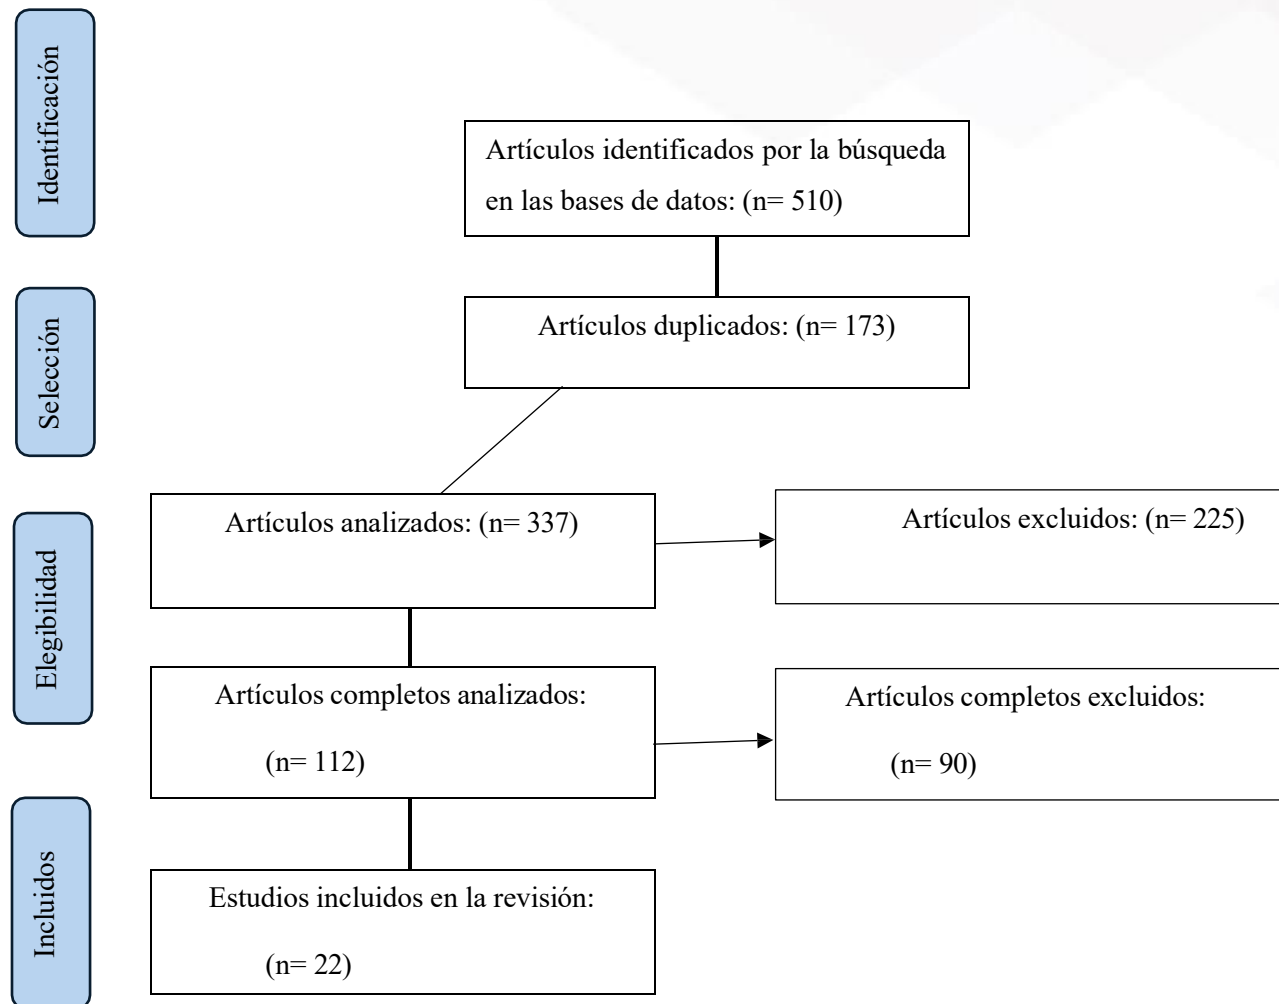 Identificación
Artículos identificados por la búsqueda
en las bases de datos: (n= 510)
Selección
Artículos duplicados: (n= 173)
Elegibilidad
Artículos analizados: (n= 337)
Artículos excluidos: (n= 225)
Artículos completos analizados:
(n= 112)
Artículos completos excluidos:
(n= 90)
Incluidos
Estudios incluidos en la revisión:
(n= 22)